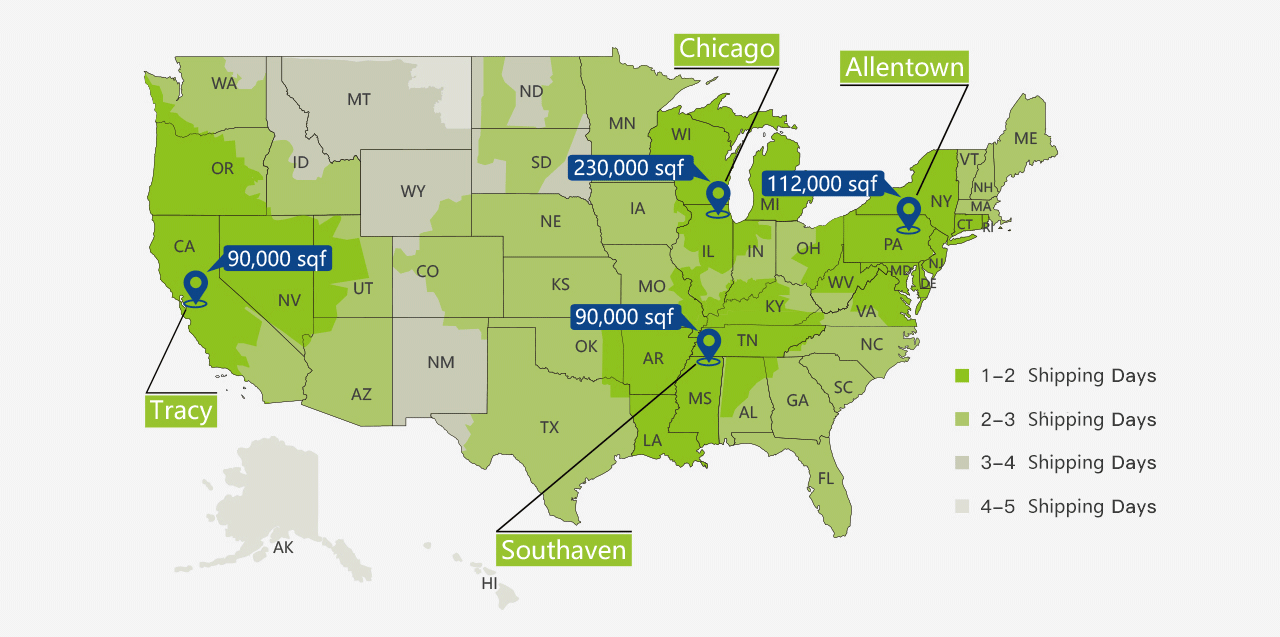 Chicago
Allentown
WA
MT
ND
MN
WI
ME
OR
ID
SD
230,000 sqf
112,000 sqf
VT
NH
WY
MI
NY
MA
CT
RI
NE
IA
CA
90,000 sqf
NV
UT
CO
KS
MO
IL
IN
OH
PA
NJ
MD
DE
WV
VA
KY
90,000 sqf
TN
NC
OK
AR
NM
AZ
TX
LA
MS
AL
GA
SC
FL
Tracy
Southaven
AK
HI
1–2 Shipping Days
2–3 Shipping Days
3–4 Shipping Days
4–5 Shipping Days